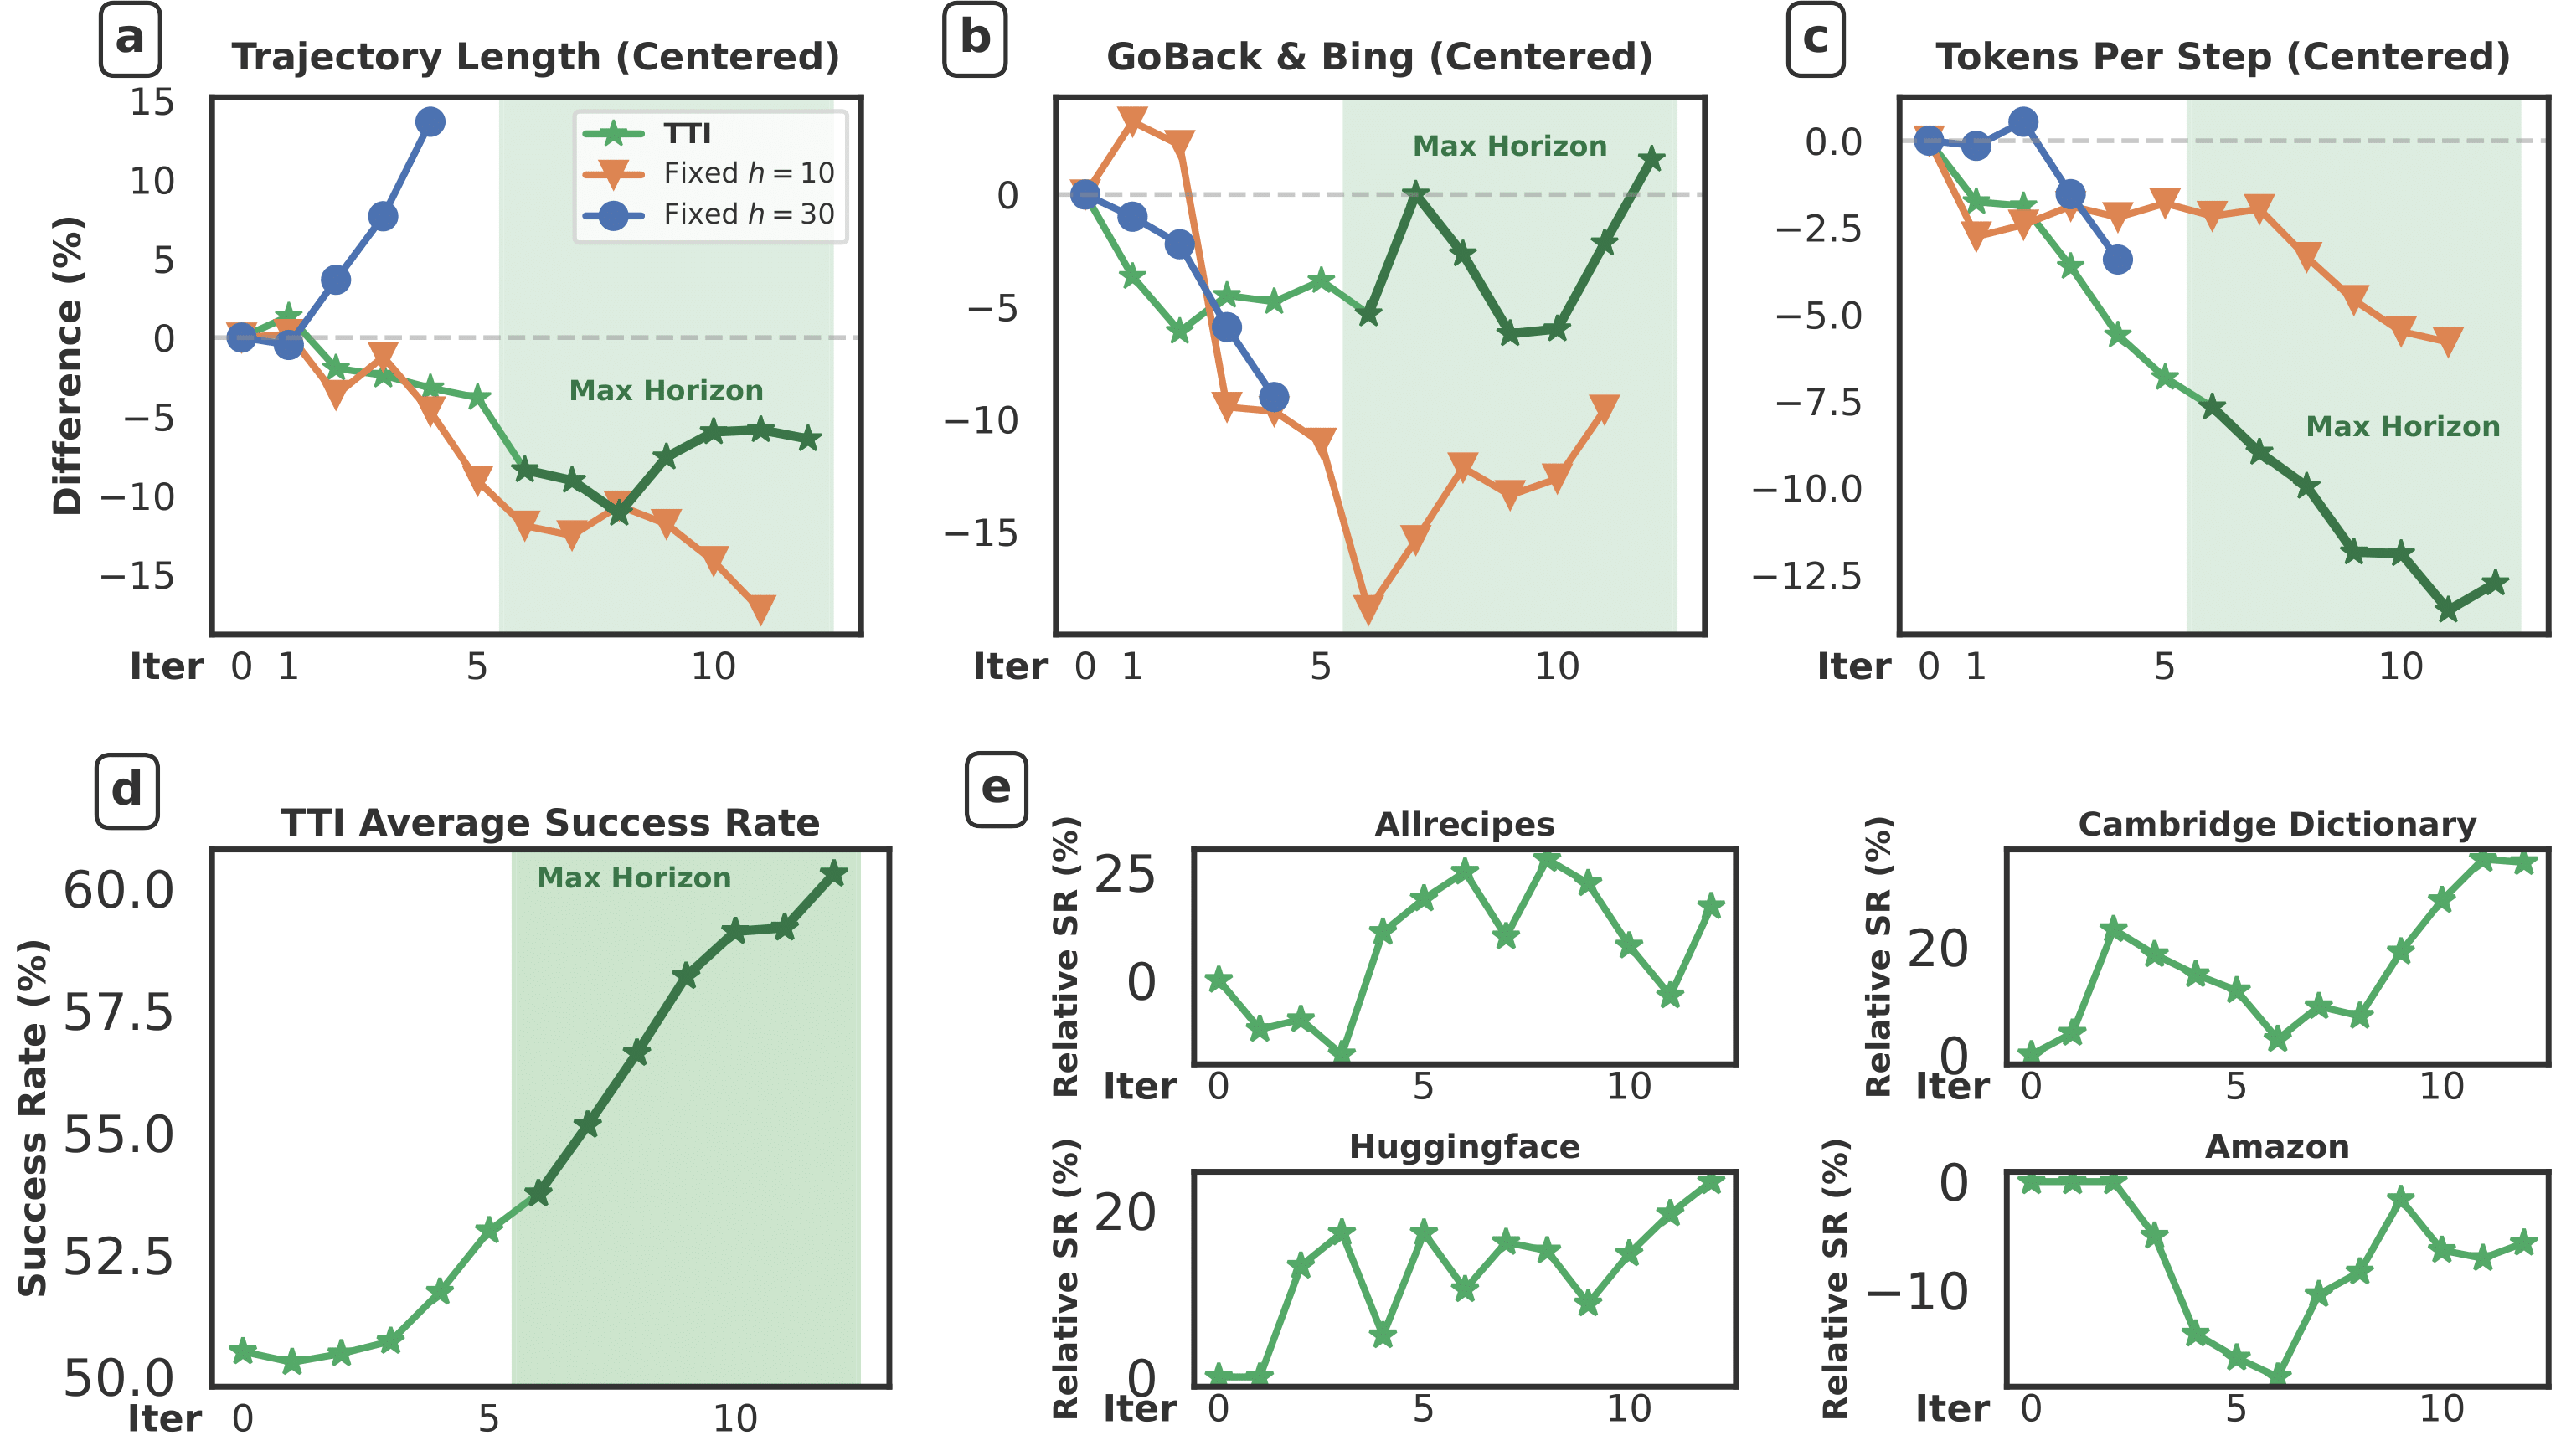 a
Trajectory Length (Centered)
Difference (%)
15
10
5
0
−5
−10
−15
TTI
Fixed h = 10
Fixed h = 30
Max Horizon
Iter 0 1 5 10
b
GoBack & Bing (Centered)
0
−5
−10
−15
Max Horizon
Iter 0 1 5 10
c
Tokens Per Step (Centered)
0.0
−2.5
−5.0
−7.5
−10.0
−12.5
Max Horizon
Iter 0 1 5 10
d
TTI Average Success Rate
Success Rate (%)
60.0
57.5
55.0
52.5
50.0
Max Horizon
Iter 0 5 10
e
Allrecipes
Relative SR (%)
25
0
Iter 0 5 10
Cambridge Dictionary
Relative SR (%)
20
0
Iter 0 5 10
Huggingface
Relative SR (%)
20
0
Iter 0 5 10
Amazon
Relative SR (%)
0
−10
Iter 0 5 10